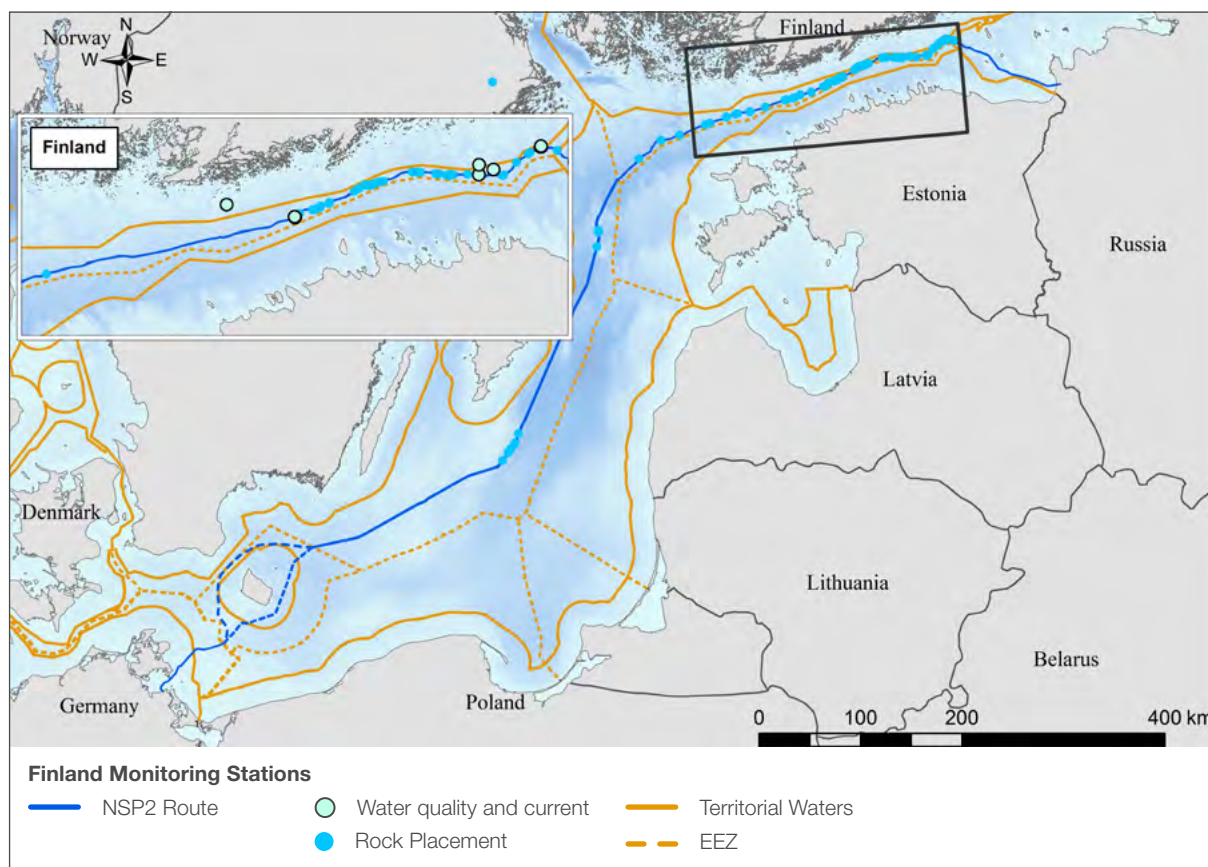 Norway
N
W E
S
Finland
Finland
Estonia
Russia
Latvia
Denmark
Lithuania
Belarus
Germany
Poland
0 100 200 400 km
Finland Monitoring Stations
NSP2 Route
Water quality and current
Territorial Waters
Rock Placement
EEZ